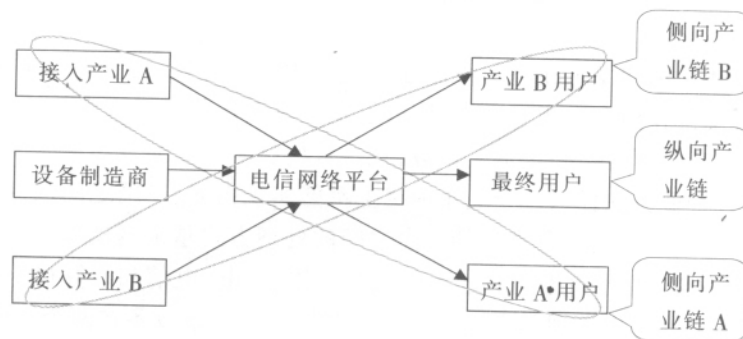 接入产业 A
产业 B 用户
侧向产
业链 B
设备制造商
电信网络平台
最终用户
纵向产
业链
接入产业 B
产业 A 用户
侧向产
业链 A